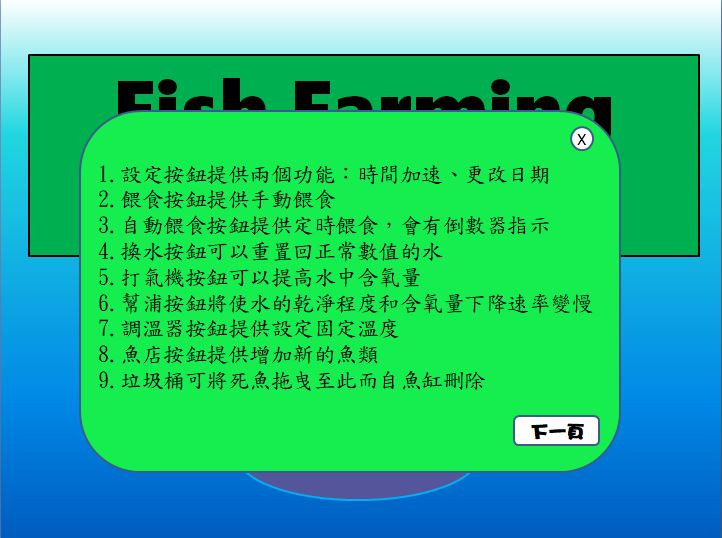 Fish Farming
X
1. 設定按鈕提供兩個功能：時間加速、更改日期
2. 餵食按鈕提供手動餵食
3. 自動餵食按鈕提供定時餵食，會有倒數器指示
4. 換水按鈕可以重置回正常數值的水
5. 打氣機按鈕可以提高水中含氧量
6. 幫浦按鈕將使水的乾淨程度和含氧量下降速率變慢
7. 調溫器按鈕提供設定固定溫度
8. 魚店按鈕提供增加新的魚類
9. 垃圾桶可將死魚拖曳至此而自魚缸刪除
下一頁